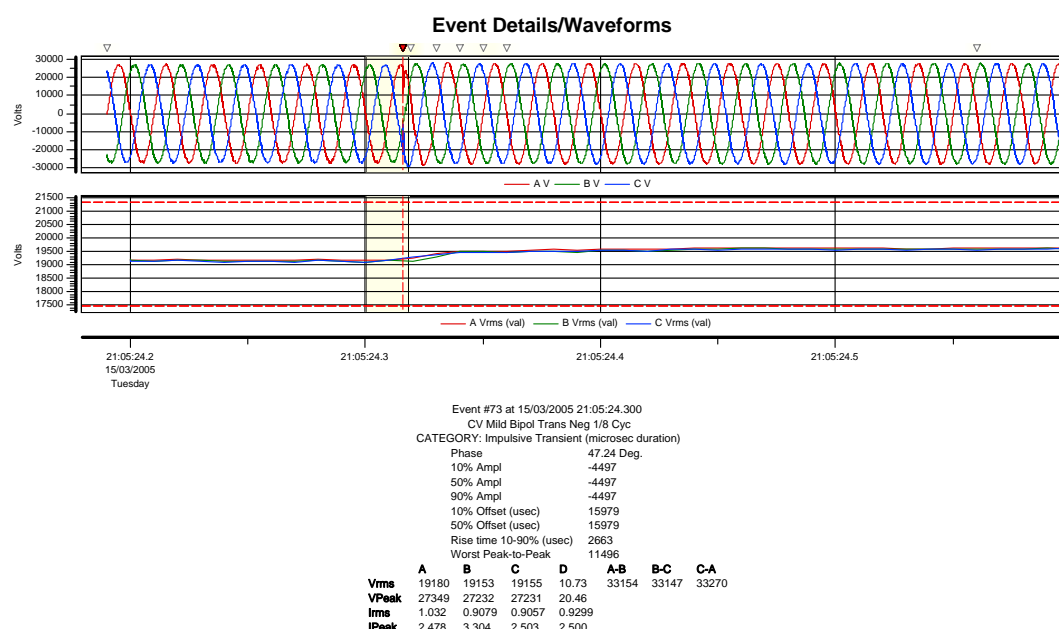 Event Details/Waveforms
30000
20000
10000
0
-10000
-20000
-30000
Volts
A V B V C V
21500
21000
20500
20000
19500
19000
18500
18000
17500
Volts
A Vrms (val) B Vrms (val) C Vrms (val)
21:05:24.2 21:05:24.3 21:05:24.4 21:05:24.5
15/03/2005
Tuesday
Event #73 at 15/03/2005 21:05:24.300
CV Mild Bipol Trans Neg 1/8 Cyc
CATEGORY: Impulsive Transient (microsec duration)
Phase 47.24 Deg.
10% Ampl -4497
50% Ampl -4497
90% Ampl -4497
10% Offset (usec) 15979
50% Offset (usec) 15979
Rise time 10-90% (usec) 2663
Worst Peak-to-Peak 11496
A B C D A-B B-C C-A
Vrms 19180 19153 19155 10.73 33154 33147 33270
VPeak 27349 27232 27231 20.46
Irms 1.032 0.9079 0.9057 0.9299
IPeak 2.478 3.304 2.503 2.500